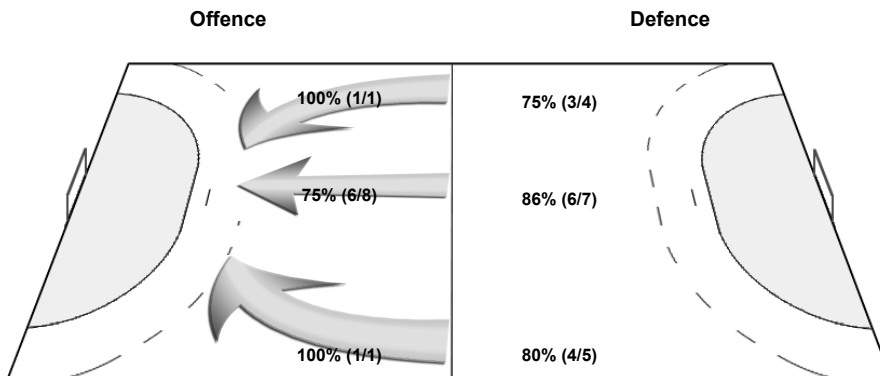 Offence Defence
100% (1/1) 75% (3/4)
75% (6/8) 86% (6/7)
100% (1/1) 80% (4/5)